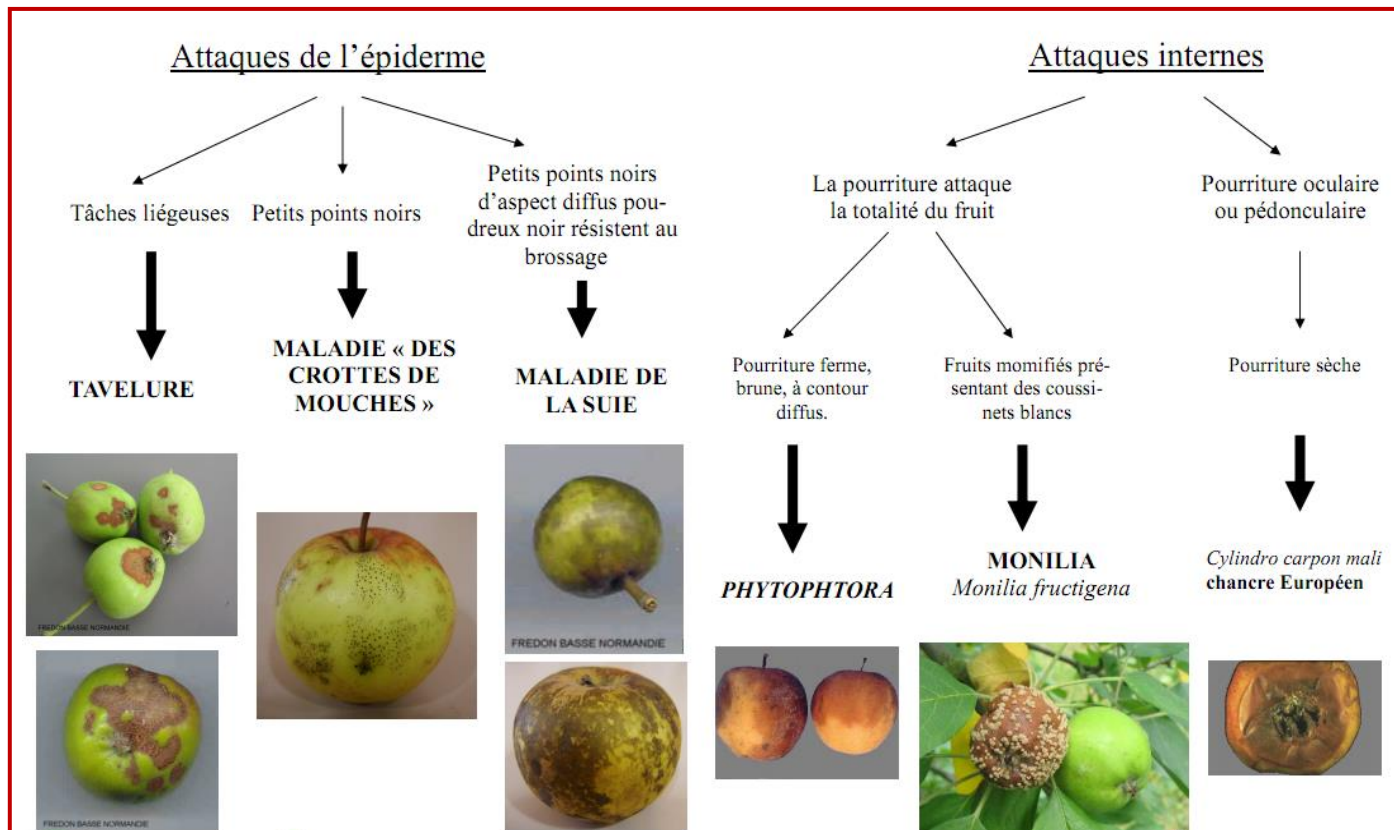 Attaques de l'épiderme
Attaques internes
Tâches liégeuses
Petits points noirs
Petits points noirs
d'aspect diffus pou-
dreux noir résistent au
brossage
La pourriture attaque
la totalité du fruit
Pourriture oculaire
ou pédonculaire
TAVELURE
MALADIE « DES
CROTTES DE
MOUCHES »
MALADIE DE
LA SUIE
Pourriture ferme,
brune, à contour
diffus.
Fruits momifiés pré-
sentant des coussi-
nets blancs
Pourriture sèche
PHYTOPHTORA
MONILIA
Monilia fructigena
Cylindro carpon mali
chancre Européen
FREDON BASSE NORMANDIE
FREDON BASSE NORMANDIE
FREDON BASSE NORMANDIE